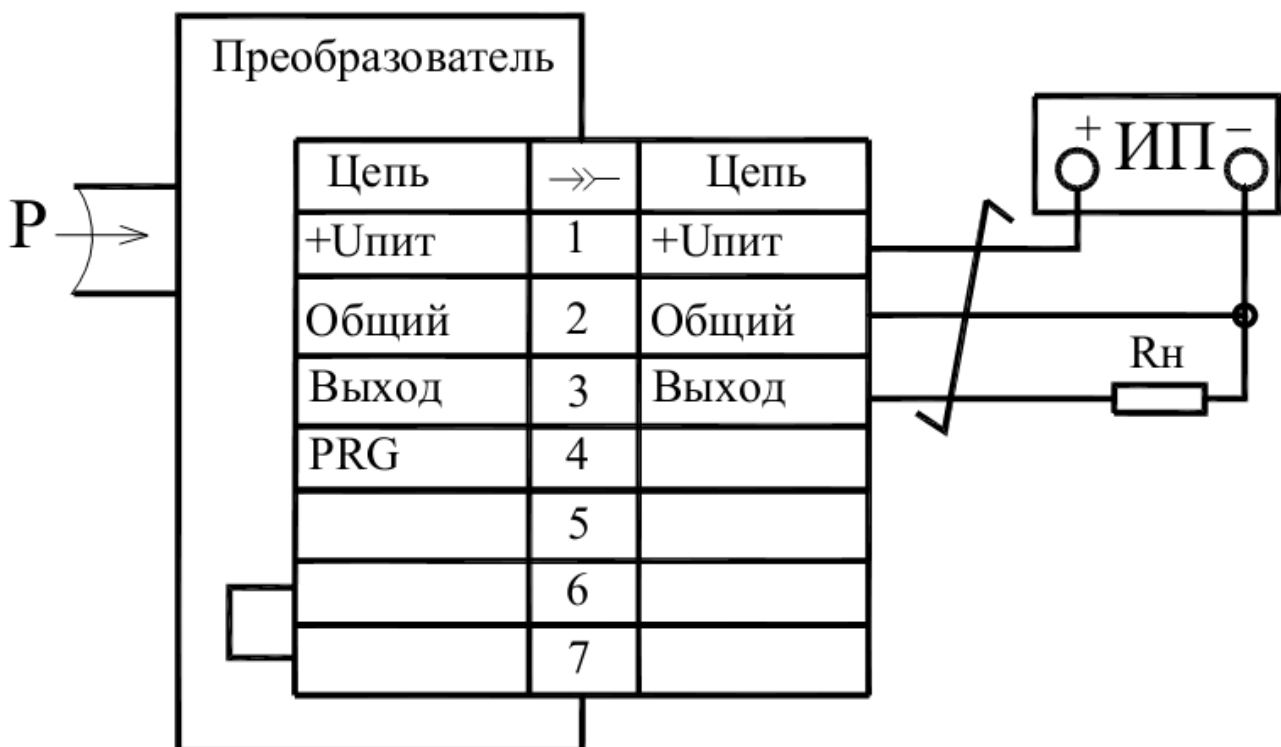 Преобразователь
+ ИП −
Цепь Цепь
P
+Uпит 1 +Uпит
Общий 2 Общий
Rн
Выход 3 Выход
PRG 4
5
6
7